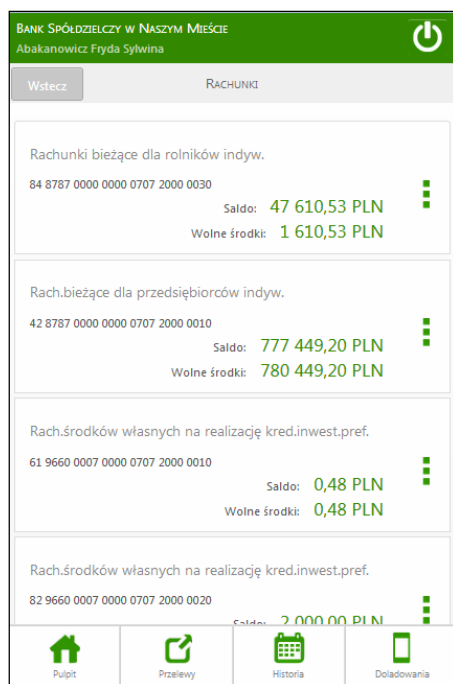 Bank Spółdzielczy w Naszym Mieście
Abakanowicz Fryda Sylwina
Wstecz
Rachunki
Rachunki bieżące dla rolników indyw.
84 8787 0000 0000 0707 2000 0030
Saldo: 47 610,53 PLN
Wolne środki: 1 610,53 PLN
Rach.bieżące dla przedsiębiorców indyw.
42 8787 0000 0000 0707 2000 0010
Saldo: 777 449,20 PLN
Wolne środki: 780 449,20 PLN
Rach.środków własnych na realizację kred.inwest.pref.
61 9660 0007 0000 0707 2000 0010
Saldo: 0,48 PLN
Wolne środki: 0,48 PLN
Rach.środków własnych na realizację kred.inwest.pref.
82 9660 0007 0000 0707 2000 0020
Saldo: 2 000,00 PLN
Pulpit
Przelewy
Historia
Doładowania